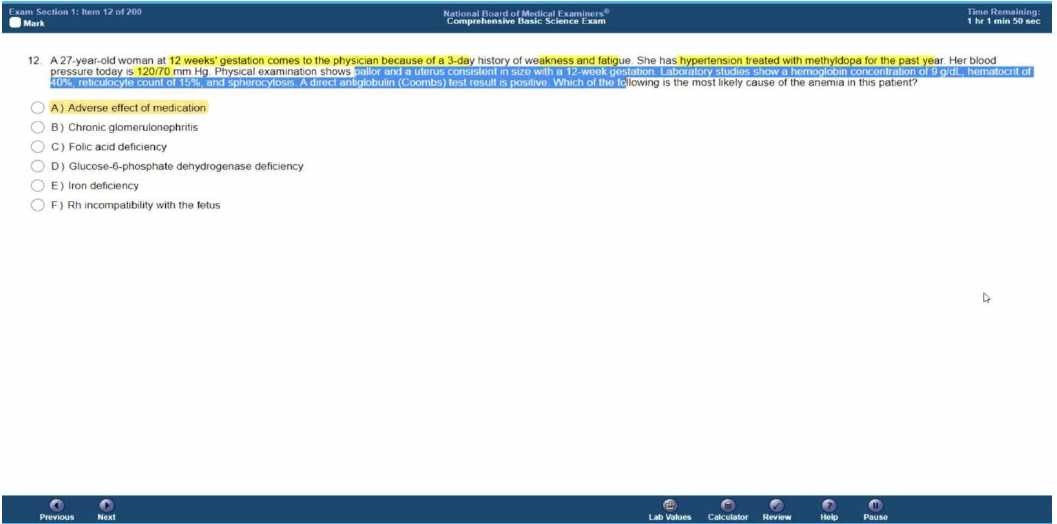 Exam Section 1: Item 12 of 200
National Board of Medical Examiners®
Time Remaining:
Mark
Comprehensive Basic Science Exam
1 hr 1 min 50 sec
12. A 27-year-old woman at 12 weeks' gestation comes to the physician because of a 3-day history of weakness and fatigue. She has hypertension treated with methyldopa for the past year. Her blood
pressure today is 120/70 mm Hg. Physical examination shows pallor and a uterus consistent in size with a 12-week gestation. Laboratory studies show a hemoglobin concentration of 9 g/dL, hematocrit of
40%, reticulocyte count of 15%, and spherocytosis. A direct antiglobulin (Coombs) test result is positive. Which of the following is the most likely cause of the anemia in this patient?
A) Adverse effect of medication
B) Chronic glomerulonephritis
C) Folic acid deficiency
D) Glucose-6-phosphate dehydrogenase deficiency
E) Iron deficiency
F) Rh incompatibility with the fetus
Previous
Next
Lab Values
Calculator
Review
Help
Pause